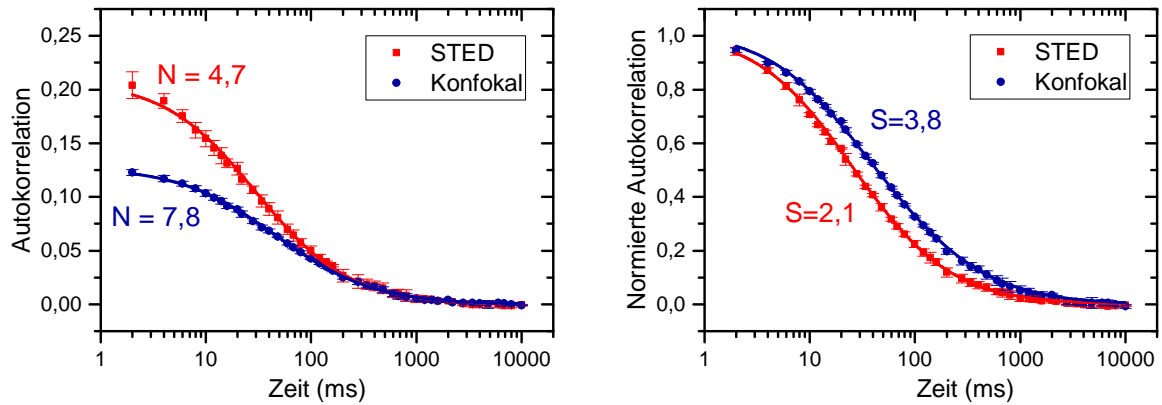 0,25
0,20
0,15
0,10
0,05
0,00
Autokorrelation
STED
Konfokal
N = 4,7
N = 7,8
1 10 100 1000 10000
Zeit (ms)
1,0
0,8
0,6
0,4
0,2
0,0
Normierte Autokorrelation
STED
Konfokal
S=3,8
S=2,1
1 10 100 1000 10000
Zeit (ms)